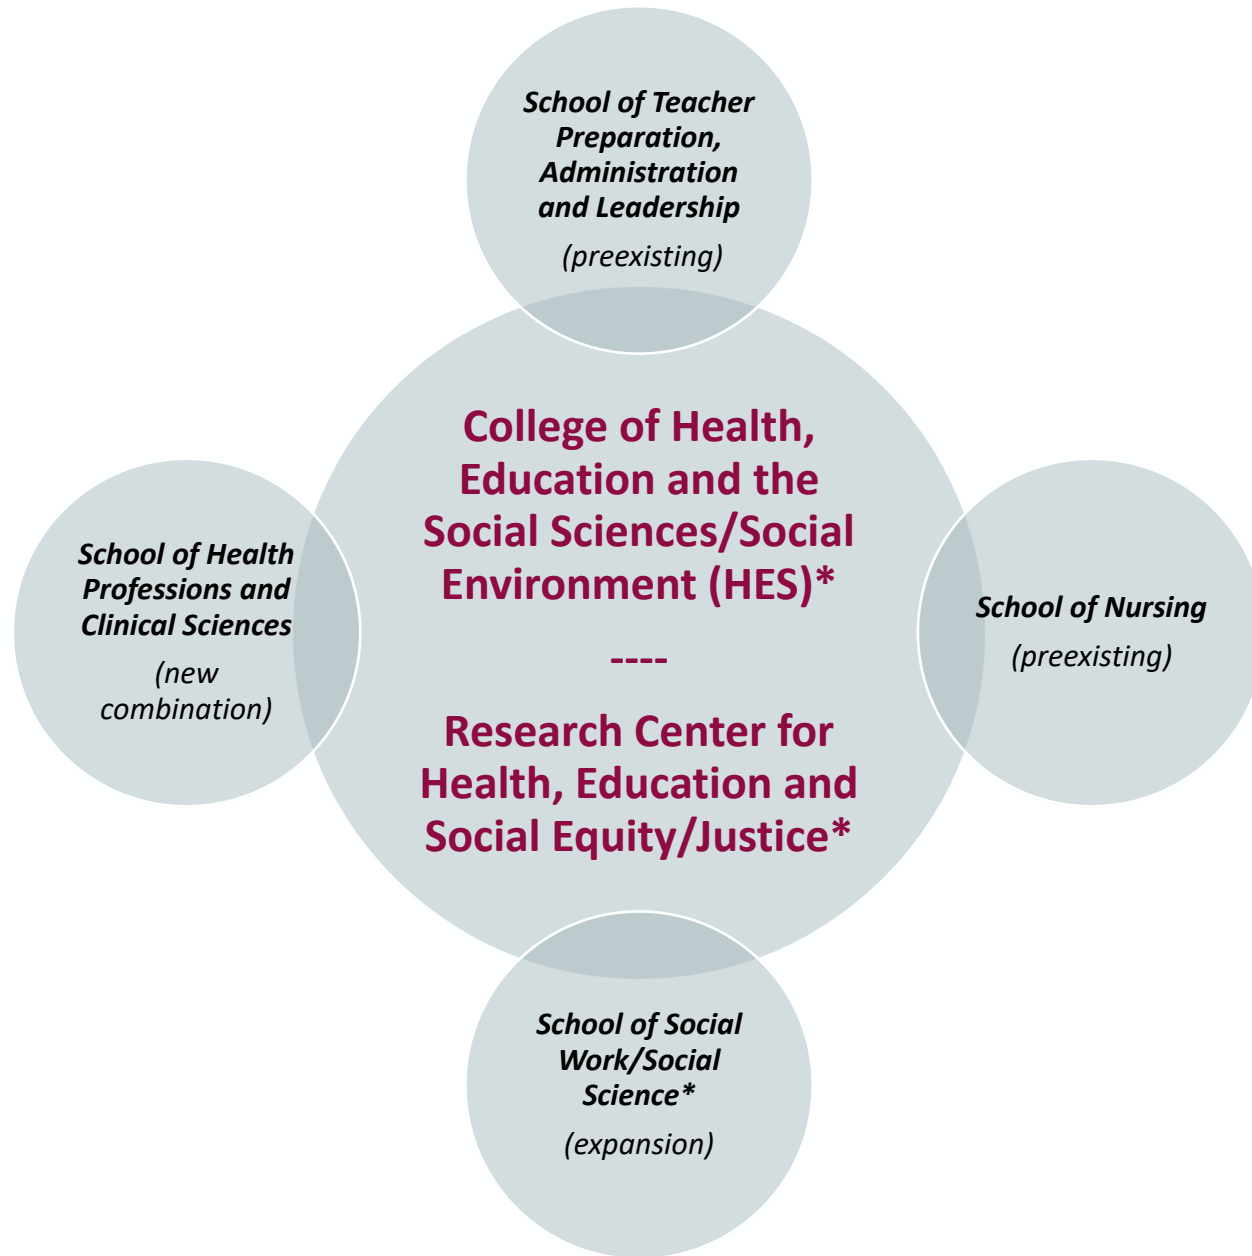 School of Teacher
Preparation,
Administration
and Leadership
(preexisting)
College of Health,
Education and the
Social Sciences/Social
Environment (HES)*
----
Research Center for
Health, Education and
Social Equity/Justice*
School of Health
Professions and
Clinical Sciences
(new
combination)
School of Nursing
(preexisting)
School of Social
Work/Social
Science*
(expansion)